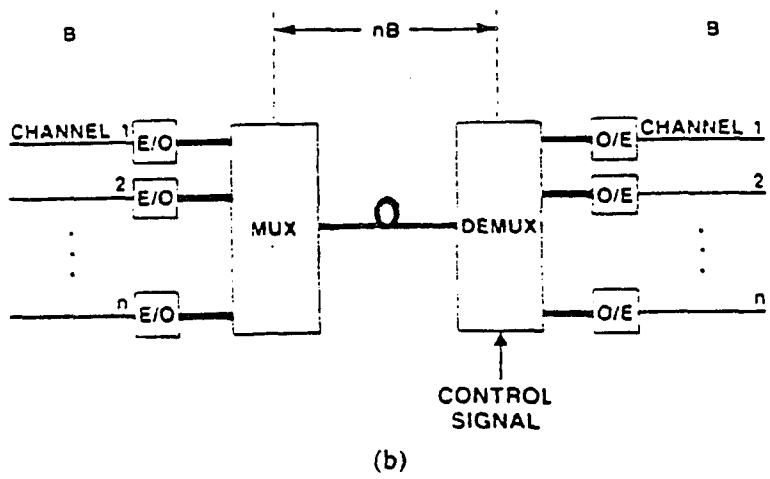 B
nB
B
CHANNEL 1
E/O
O/E
CHANNEL 1
2
E/O
O/E
2
MUX
DEMUX
n
E/O
O/E
n
CONTROL
SIGNAL
(b)